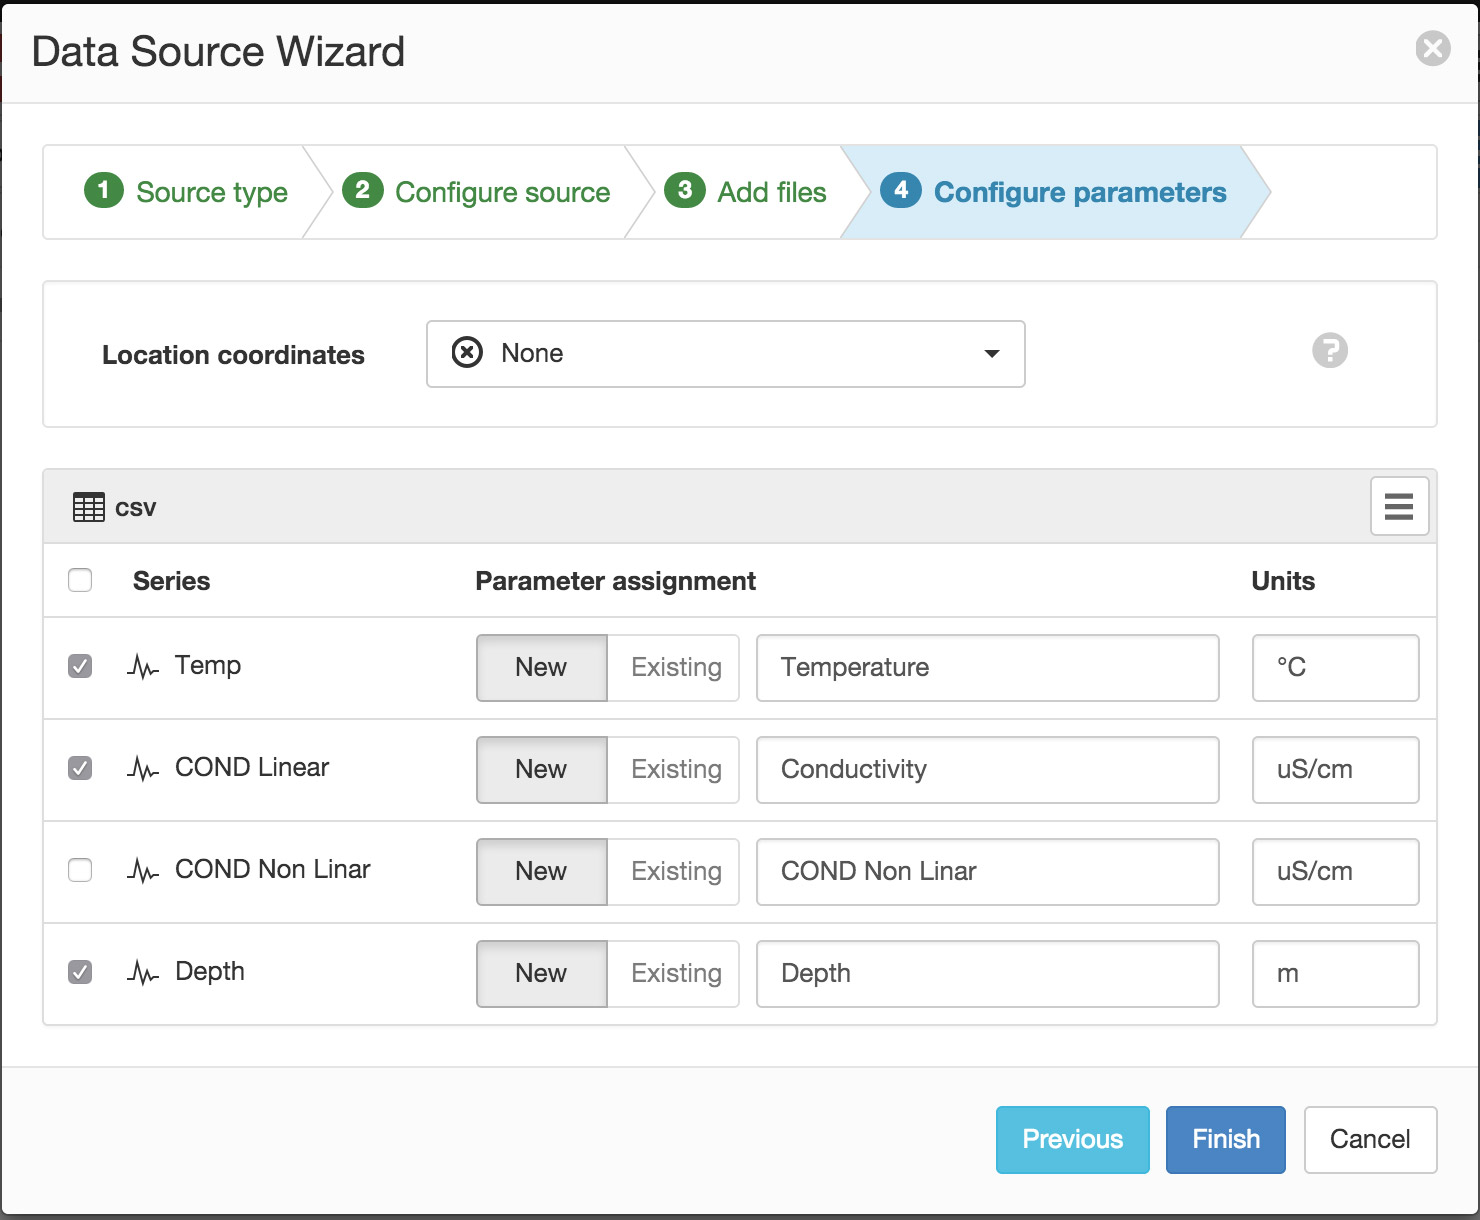 Data Source Wizard
1 Source type 2 Configure source 3 Add files 4 Configure parameters
Location coordinates None ?
csv
Series Parameter assignment Units
Temp New Existing Temperature °C
COND Linear New Existing Conductivity uS/cm
COND Non Linar New Existing COND Non Linar uS/cm
Depth New Existing Depth m
Previous Finish Cancel